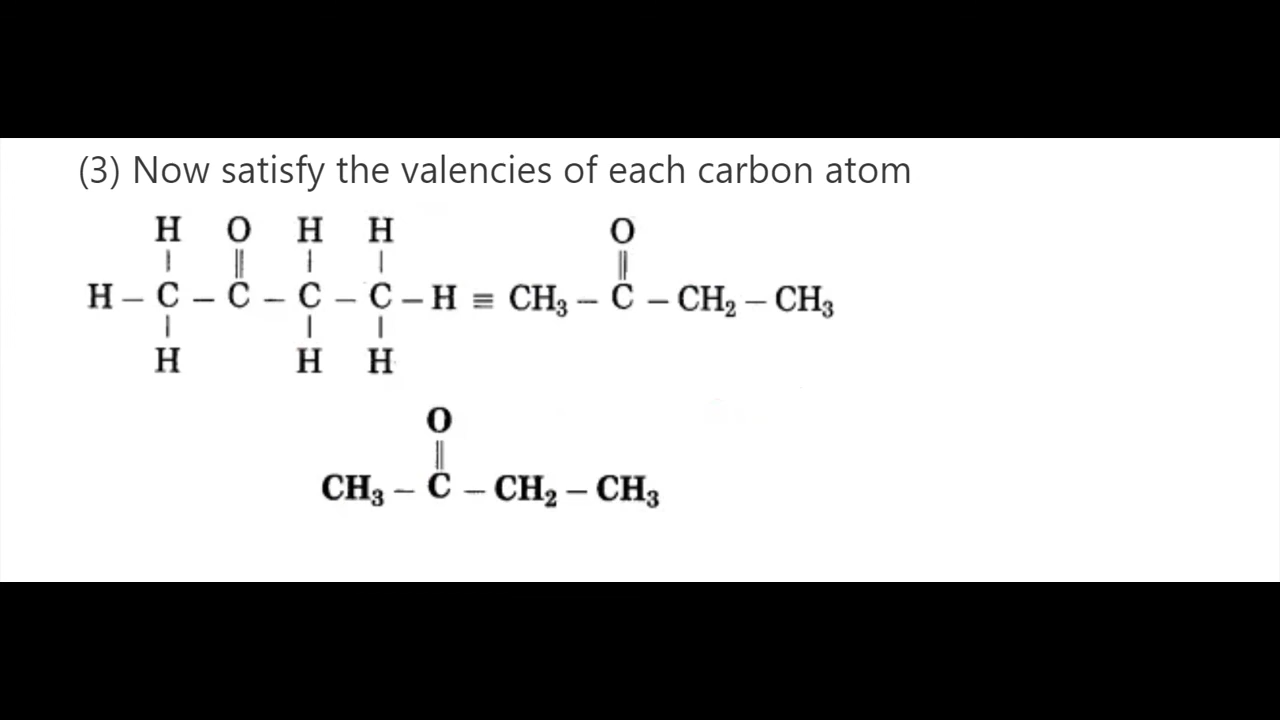 (3) Now satisfy the valencies of each carbon atom
H O H H O
| || | | ||
H – C – C – C – C – H ≡ CH₃ – C – CH₂ – CH₃
| | |
H H H
O
||
CH₃ – C – CH₂ – CH₃